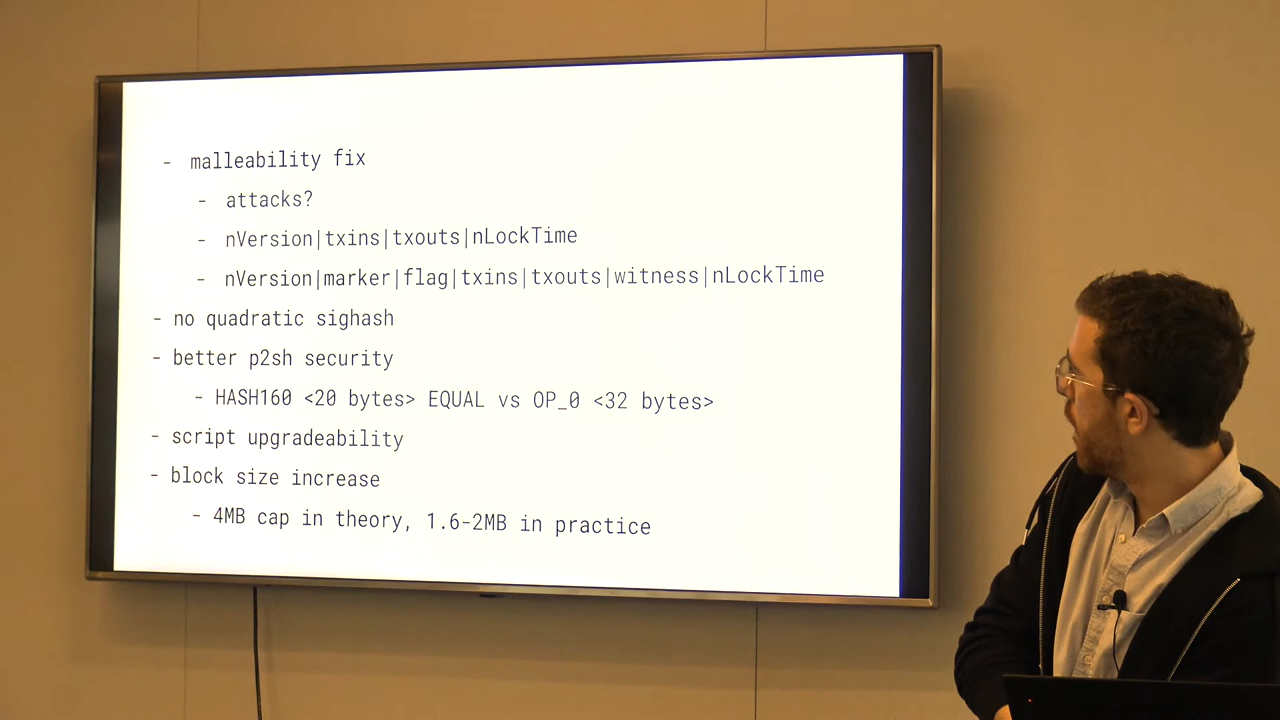 - malleability fix
- attacks?
- nVersion|txins|txouts|nLockTime
- nVersion|marker|flag|txins|txouts|witness|nLockTime
- no quadratic sighash
- better p2sh security
- HASH160 <20 bytes> EQUAL vs OP_0 <32 bytes>
- script upgradeability
- block size increase
- 4MB cap in theory, 1.6-2MB in practice